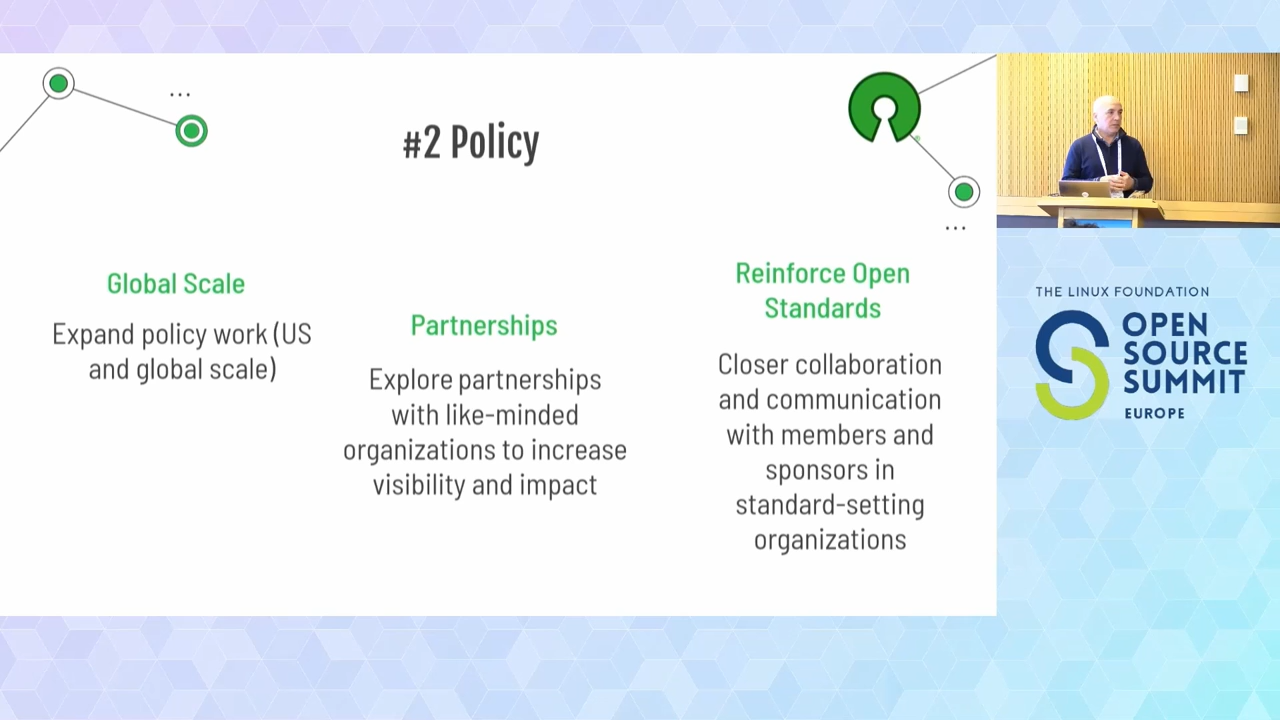 ...
#2 Policy
...
Global Scale
Expand policy work (US
and global scale)
Partnerships
Explore partnerships
with like-minded
organizations to increase
visibility and impact
Reinforce Open
Standards
Closer collaboration
and communication
with members and
sponsors in
standard-setting
organizations
THE LINUX FOUNDATION
OPEN
SOURCE
SUMMIT
EUROPE